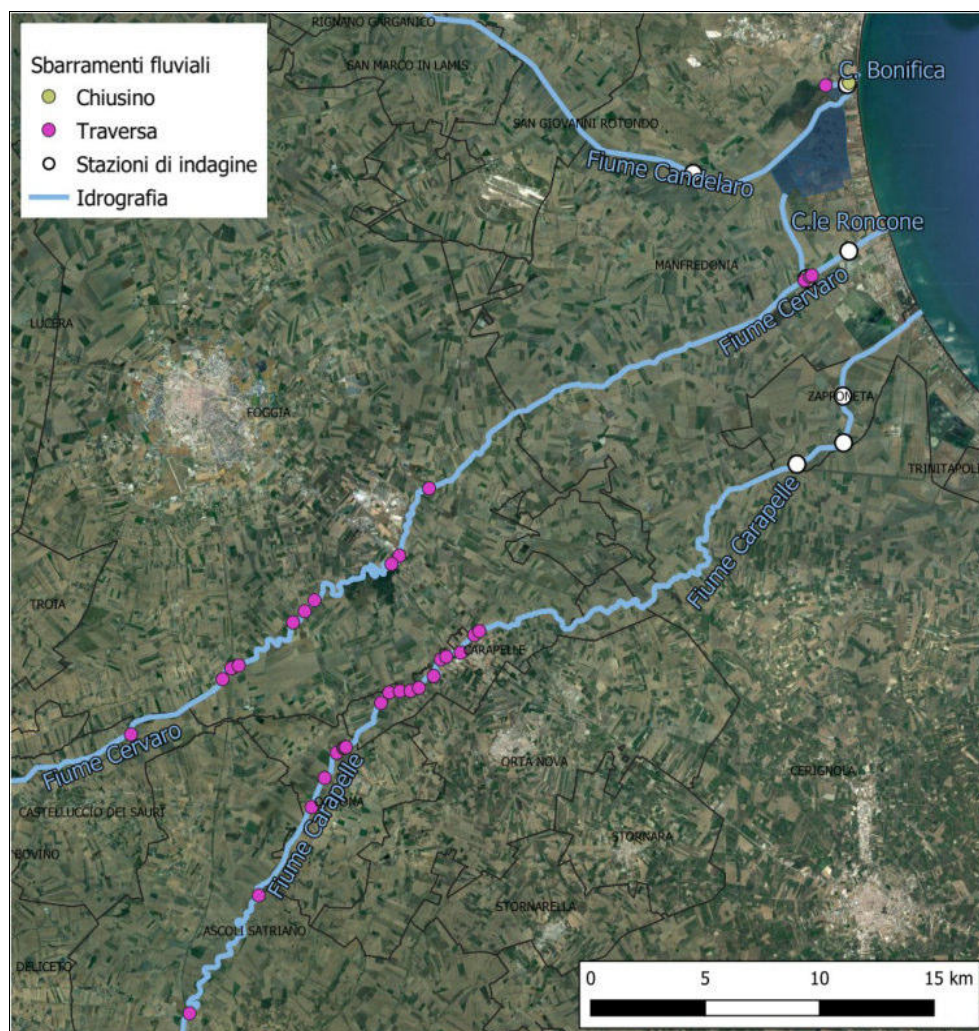 Sbarramenti fluviali
Chiusino
Traversa
Stazioni di indagine
Idrografia
RIGNANO GARGANICO
SAN MARCO IN LAMIS
C. Bonifica
SAN GIOVANNI ROTONDO
Fiume Candelaro
C.le Roncone
MANFREDONIA
Fiume Cervaro
LUCERA
FOGGIA
ZAPPONETA
TRINITAPOLI
Fiume Carapelle
TROIA
CARAPELLE
Fiume Cervaro
ORTA NOVA
CERIGNOLA
CASTELLUCCIO DEI SAURI
Fiume Carapelle
STORNARA
BOVINO
STORNARELLA
ASCOLI SATRIANO
DELICETO
0 5 10 15 km